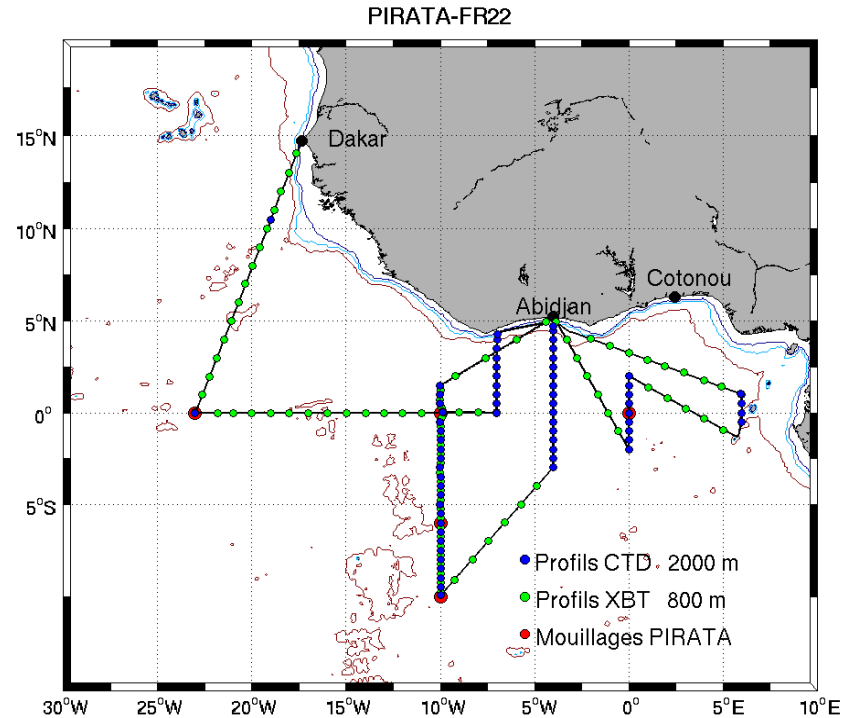 PIRATA-FR22
15°N
Dakar
10°N
Cotonou
Abidjan
5°N
0°
5°S
Profils CTD 2000 m
Profils XBT 800 m
Mouillages PIRATA
30°W 25°W 20°W 15°W 10°W 5°W 0° 5°E 10°E